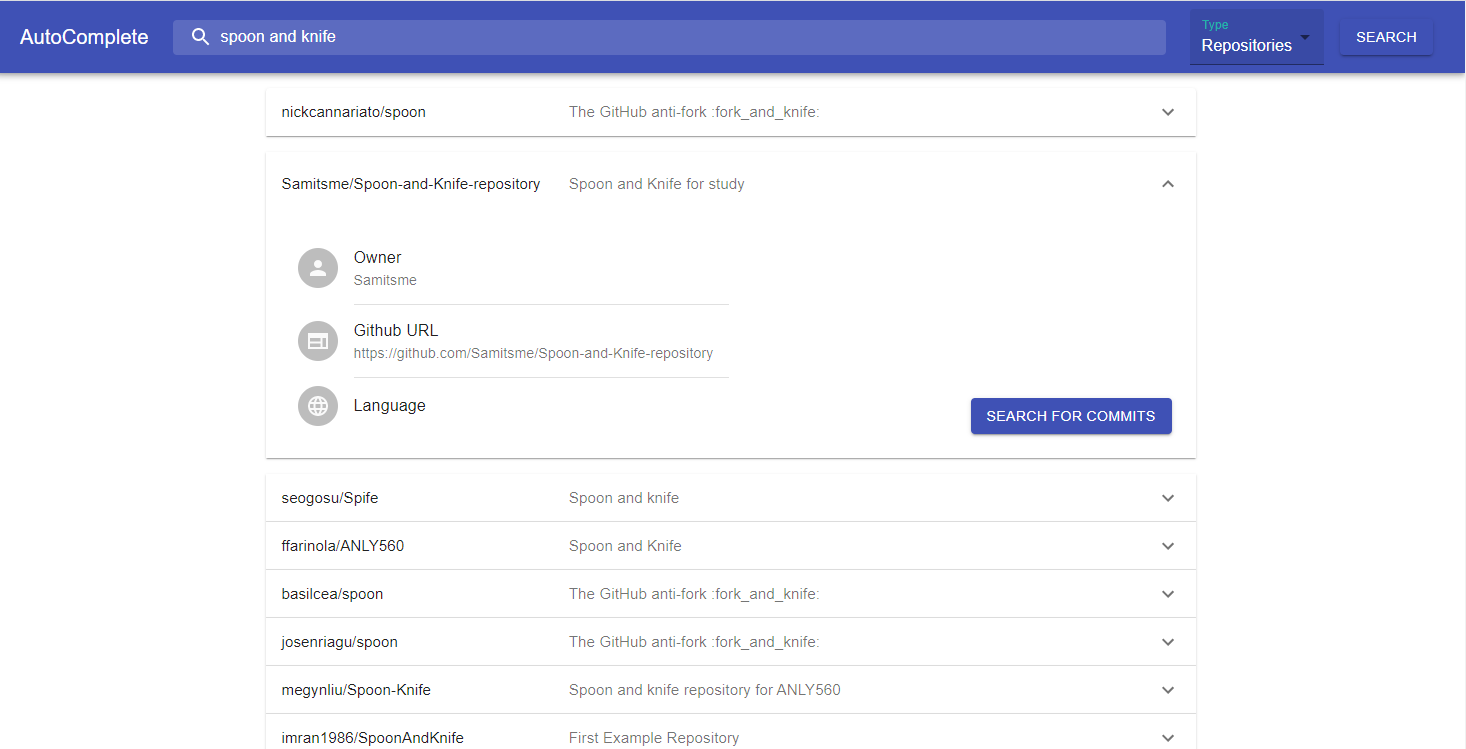 AutoComplete
spoon and knife
Type
Repositories
SEARCH
nickcannariato/spoon The GitHub anti-fork :fork_and_knife:
Samitsme/Spoon-and-Knife-repository Spoon and Knife for study
Owner
Samitsme
Github URL
https://github.com/Samitsme/Spoon-and-Knife-repository
Language
SEARCH FOR COMMITS
seogosu/Spife Spoon and knife
ffarinola/ANLY560 Spoon and Knife
basilcea/spoon The GitHub anti-fork :fork_and_knife:
josenriagu/spoon The GitHub anti-fork :fork_and_knife:
megynliu/Spoon-Knife Spoon and knife repository for ANLY560
imran1986/SpoonAndKnife First Example Repository